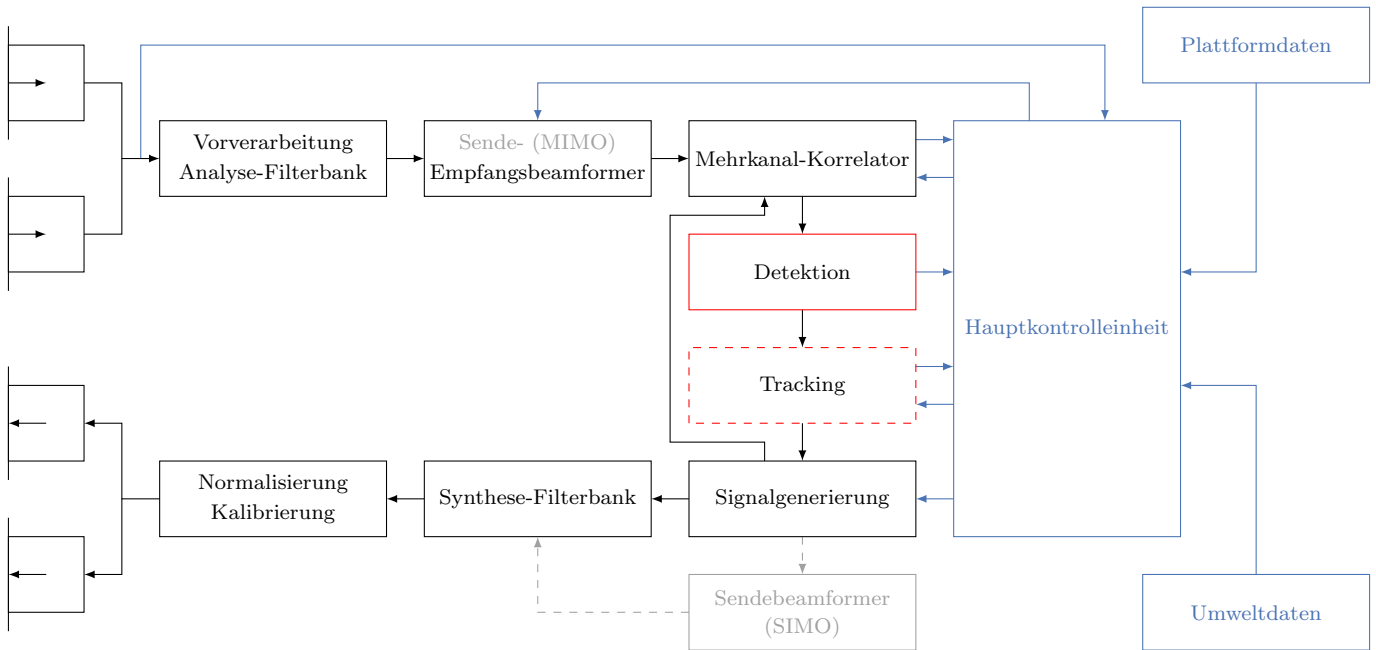 Plattformdaten
Vorverarbeitung
Analyse-Filterbank
Sende- (MIMO)
Empfangsbeamformer
Mehrkanal-Korrelator
Detektion
Hauptkontrolleinheit
Tracking
Normalisierung
Kalibrierung
Synthese-Filterbank
Signalgenerierung
Sendebeamformer
(SIMO)
Umweltdaten